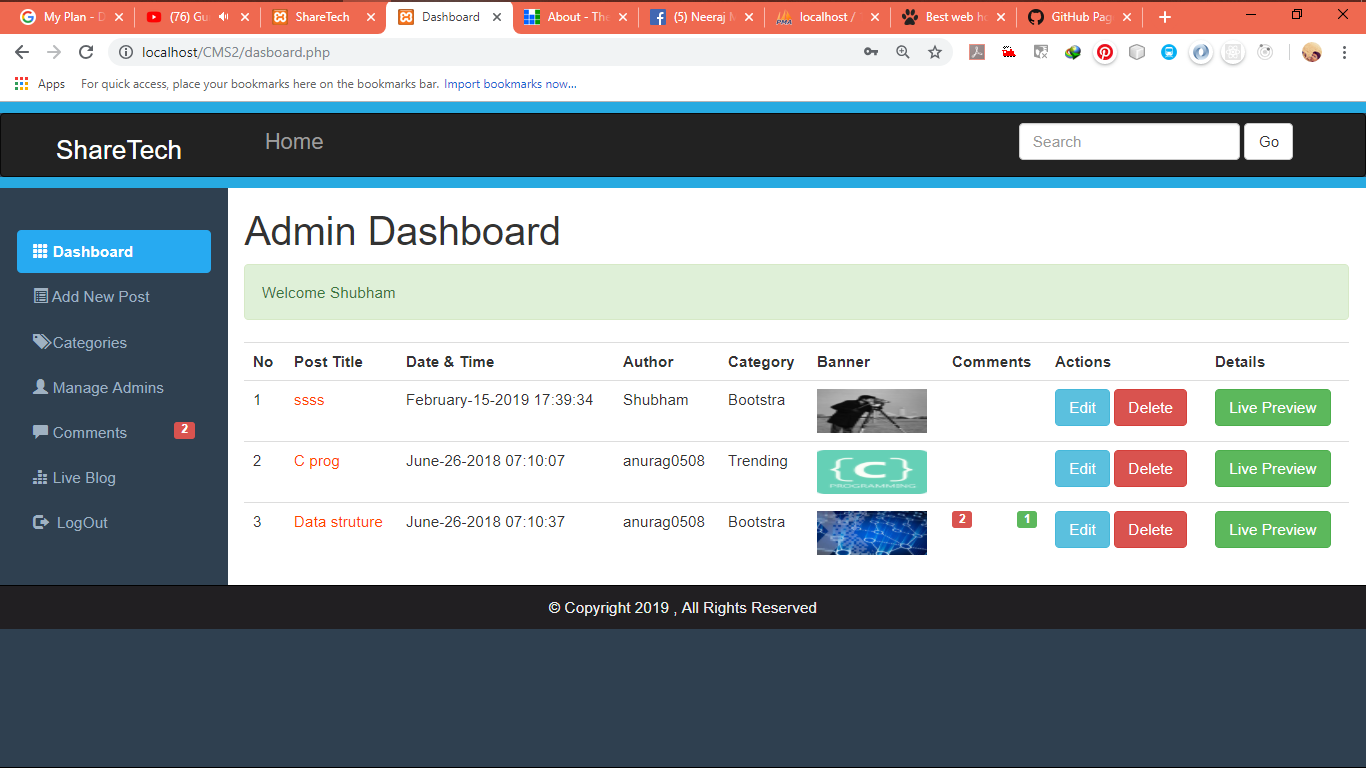 My Plan - D
(76) Gu
ShareTech
Dashboard
About - The
(5) Neeraj M
localhost /
Best web ho
GitHub Pag
localhost/CMS2/dasboard.php
Apps For quick access, place your bookmarks here on the bookmarks bar. Import bookmarks now...
ShareTech
Home
Search
Go
Dashboard
Add New Post
Categories
Manage Admins
Comments 2
Live Blog
LogOut
Admin Dashboard
Welcome Shubham
No Post Title Date & Time Author Category Banner Comments Actions Details
1 ssss February-15-2019 17:39:34 Shubham Bootstra Edit Delete Live Preview
2 C prog June-26-2018 07:10:07 anurag0508 Trending {C} PROGRAMMING Edit Delete Live Preview
3 Data struture June-26-2018 07:10:37 anurag0508 Bootstra 2 1 Edit Delete Live Preview
© Copyright 2019 , All Rights Reserved